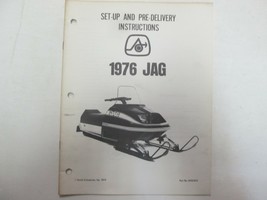 SET-UP AND PRE-DELIVERY
INSTRUCTIONS
1976 JAG